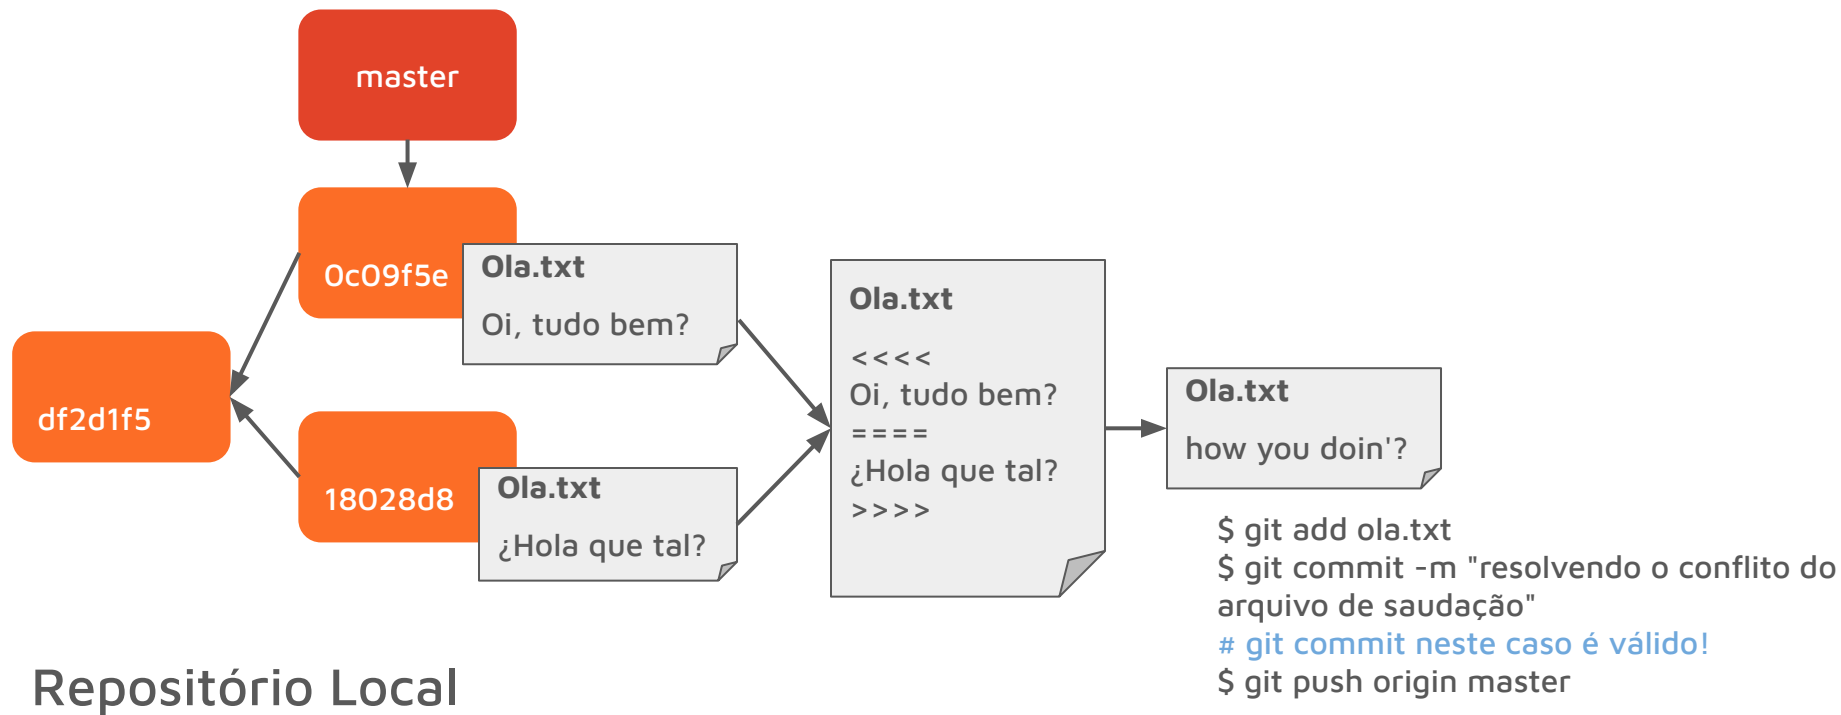 master
0c09f5e
Ola.txt
Oi, tudo bem?
df2d1f5
18028d8
Ola.txt
¿Hola que tal?
Ola.txt
<<<<
Oi, tudo bem?
====
¿Hola que tal?
>>>>
Ola.txt
how you doin'?
$ git add ola.txt
$ git commit -m "resolvendo o conflito do
arquivo de saudação"
# git commit neste caso é válido!
$ git push origin master
Repositório Local